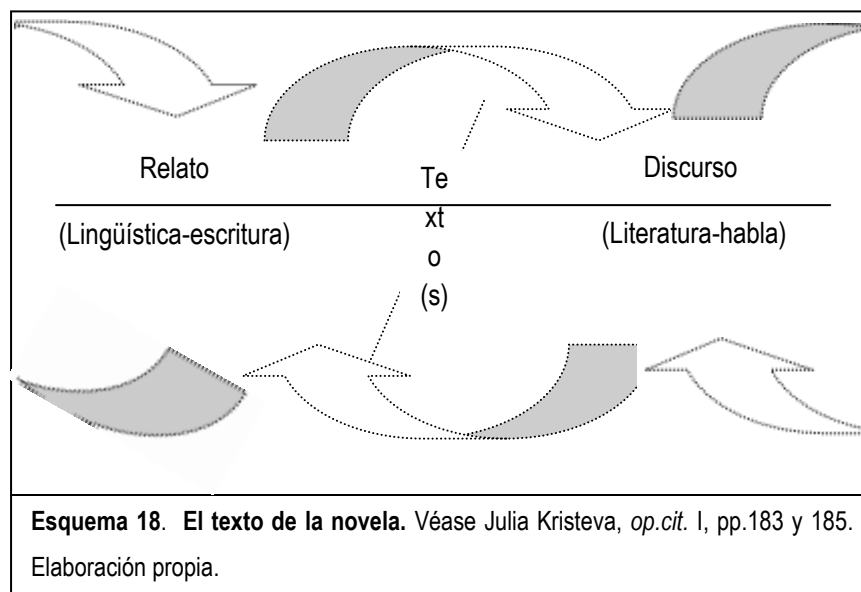 Relato
Discurso
Te
xt
o
(s)
(Lingüística-escritura)
(Literatura-habla)
Esquema 18. El texto de la novela. Véase Julia Kristeva, op.cit. I, pp.183 y 185.
Elaboración propia.